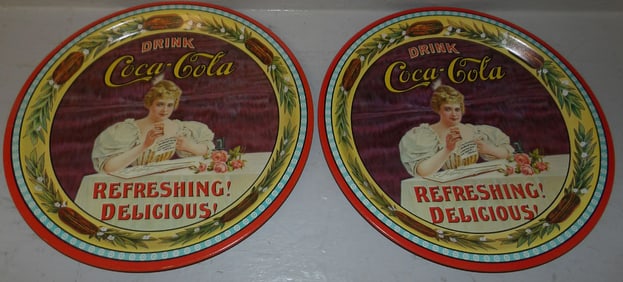 DRINK
Coca-Cola
REFRESHING!
DELICIOUS!
DRINK
Coca-Cola
REFRESHING!
DELICIOUS!